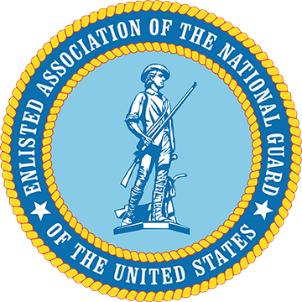 ENLISTED ASSOCIATION OF THE NATIONAL GUARD
OF THE UNITED STATES